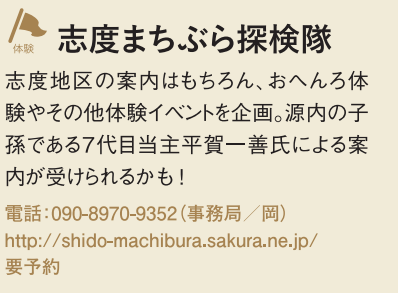 体験
志度まちぶら探検隊
志度地区の案内はもちろん、おへんろ体
験やその他体験イベントを企画。源内の子
孫である7代目当主平賀一善氏による案
内が受けられるかも!
電話:090-8970-9352(事務局/岡)
http://shido-machibura.sakura.ne.jp/
要予約